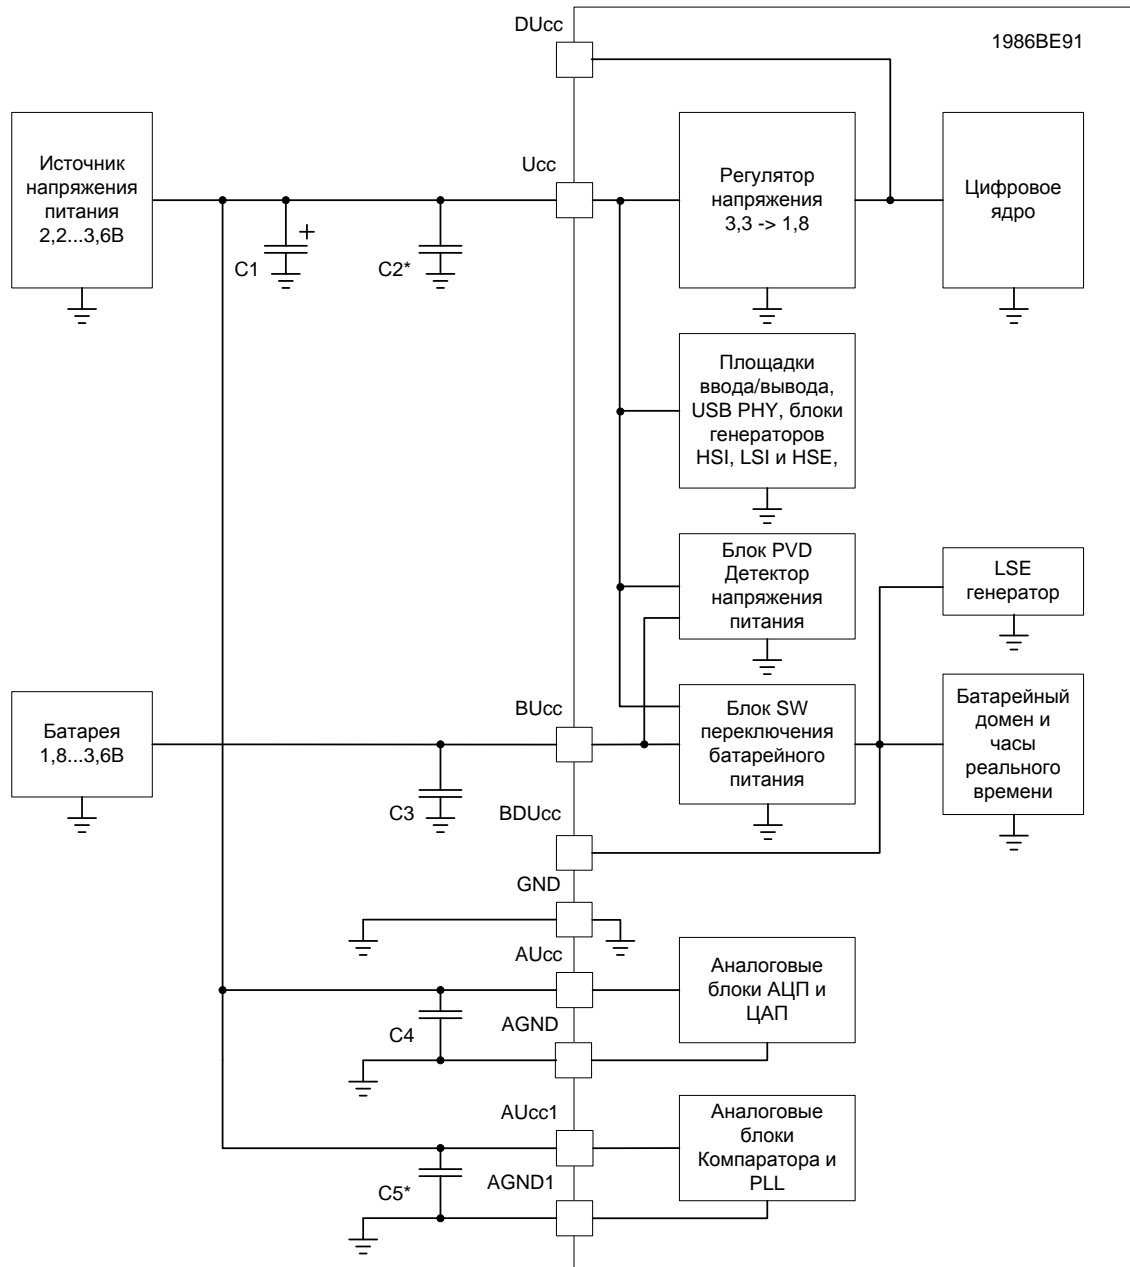 DUcc
1986BE91
Источник
напряжения
питания
2,2...3,6В
Ucc
Регулятор
напряжения
3,3 -> 1,8
Цифровое
ядро
+
C1
C2*
Площадки
ввода/вывода,
USB PHY, блоки
генераторов
HSI, LSI и HSE,
Блок PVD
Детектор
напряжения
питания
LSE
генератор
Батарея
1,8...3,6В
BUcc
Блок SW
переключения
батарейного
питания
Батарейный
домен и
часы
реального
времени
C3
BDUcc
GND
AUcc
Аналоговые
блоки АЦП и
ЦАП
C4
AGND
AUcc1
Аналоговые
блоки
Компаратора и
PLL
C5*
AGND1